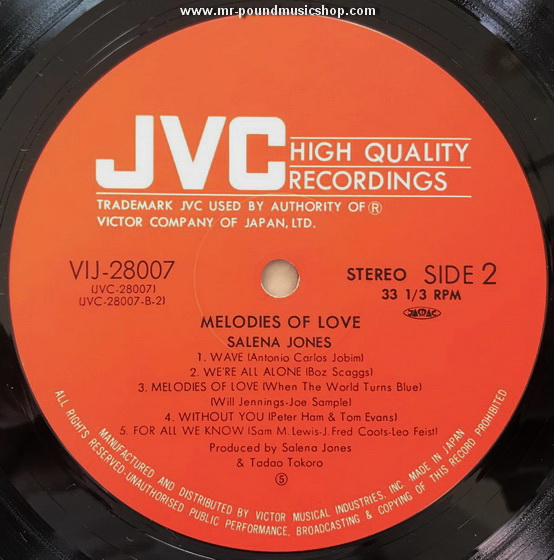 www.mr-poundmusicshop.com
JVC
HIGH QUALITY
RECORDINGS
TRADEMARK JVC USED BY AUTHORITY OF ®
VICTOR COMPANY OF JAPAN, LTD.
VIJ-28007
(JVC-28007)
(JVC-28007-B-2)
STEREO SIDE 2
33 1/3 RPM
JASRAC
MELODIES OF LOVE
SALENA JONES
1. WAVE (Antonio Carlos Jobim)
2. WE'RE ALL ALONE (Boz Scaggs)
3. MELODIES OF LOVE (When The World Turns Blue)
(Will Jennings-Joe Sample)
4. WITHOUT YOU (Peter Ham & Tom Evans)
5. FOR ALL WE KNOW (Sam M. Lewis-J. Fred Coots-Leo Feist)
Produced by Salena Jones
& Tadao Tokoro
⑤
MANUFACTURED AND DISTRIBUTED BY VICTOR MUSICAL INDUSTRIES, INC. MADE IN JAPAN
ALL RIGHTS RESERVED-UNAUTHORISED PUBLIC PERFORMANCE, BROADCASTING & COPYING OF THIS RECORD PROHIBITED